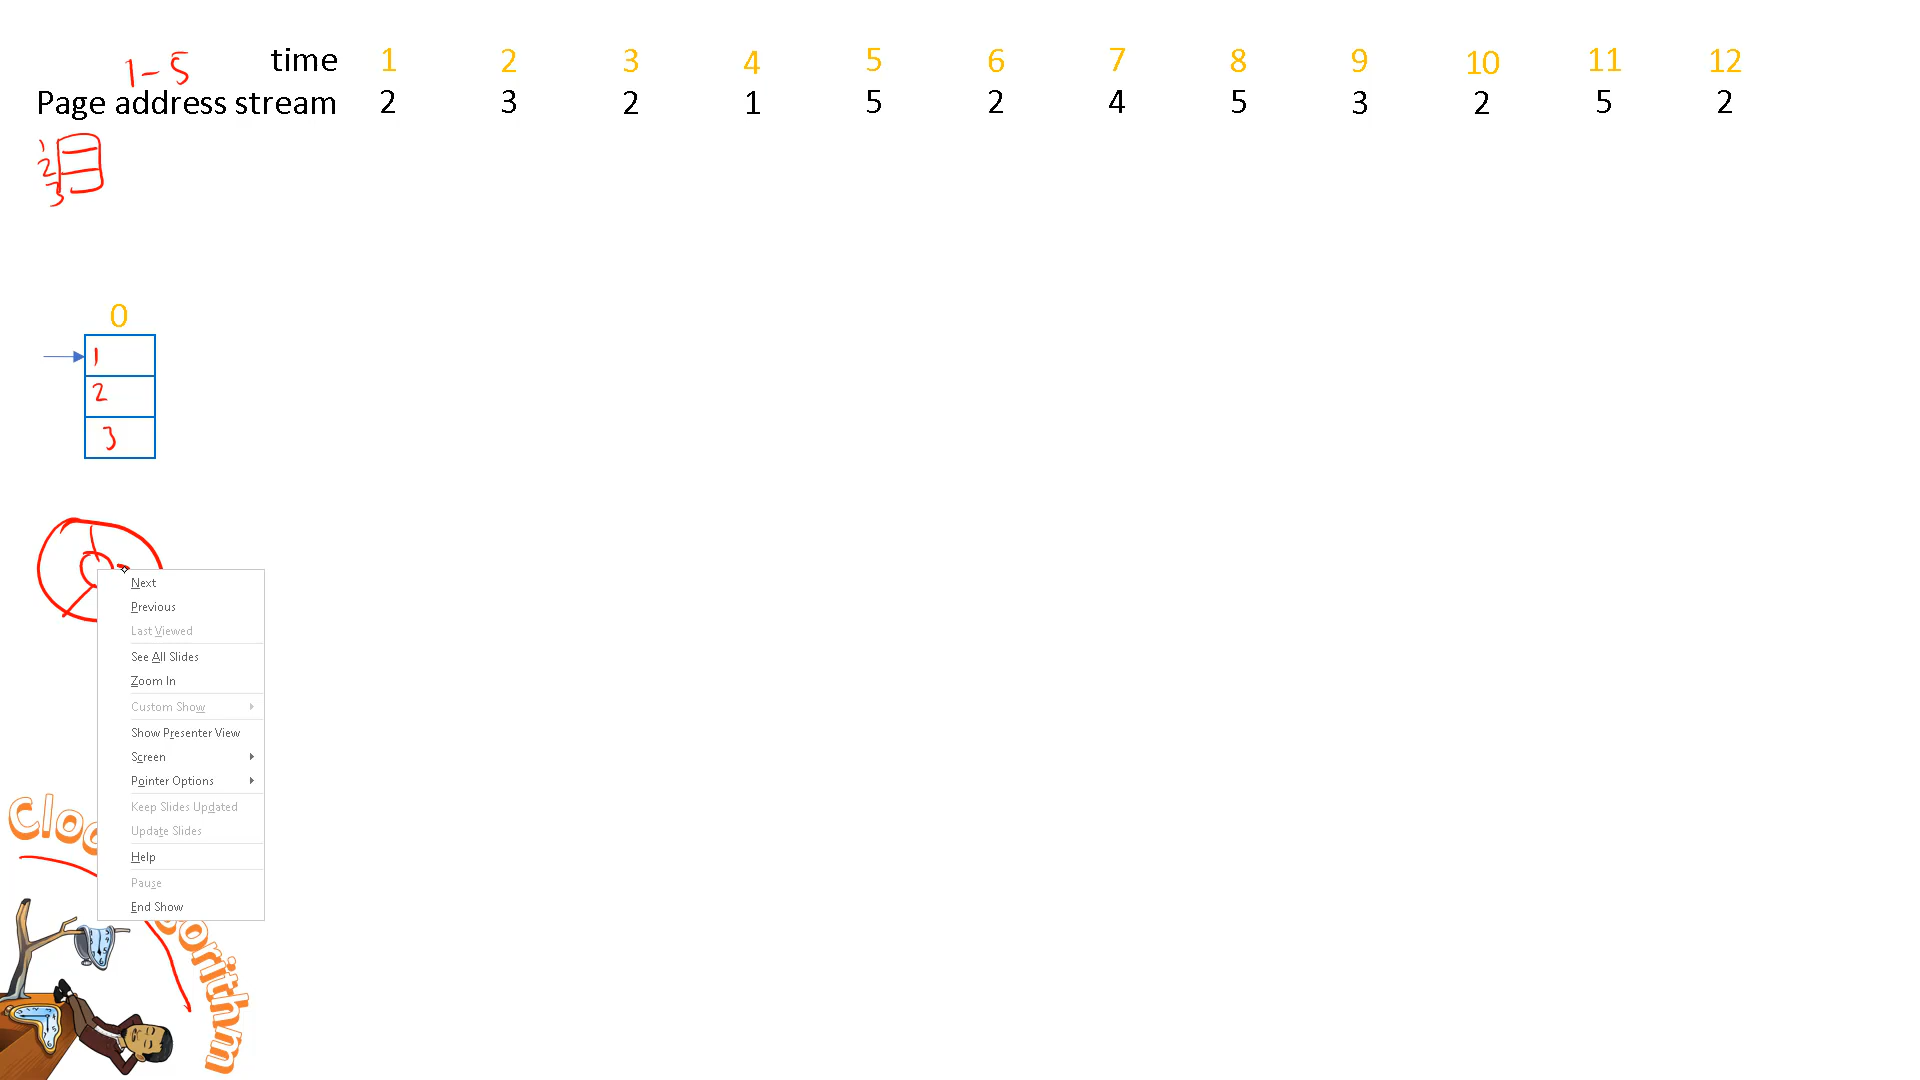 1-5
time 1 2 3 4 5 6 7 8 9 10 11 12
Page address stream 2 3 2 1 5 2 4 5 3 2 5 2
1
2
3
0
1
2
3
Next
Previous
Last Viewed
See All Slides
Zoom In
Custom Show
Show Presenter View
Screen
Pointer Options
Keep Slides Updated
Update Slides
Help
Pause
End Show